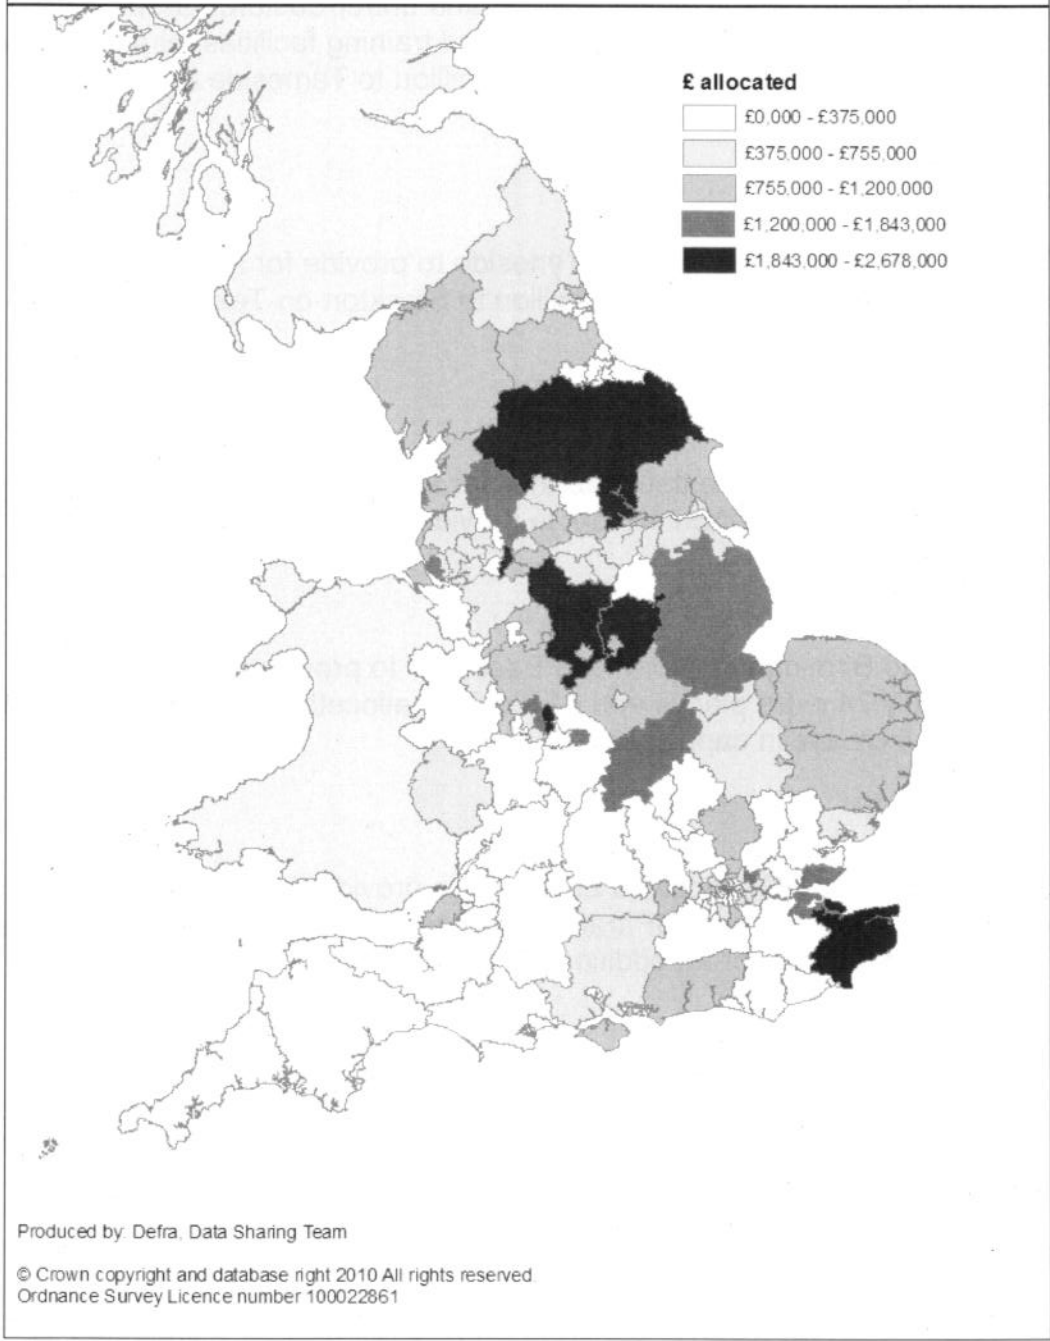 £ allocated
£0,000 - £375,000
£375,000 - £755,000
£755,000 - £1,200,000
£1,200,000 - £1,843,000
£1,843,000 - £2,678,000
Produced by: Defra, Data Sharing Team
© Crown copyright and database right 2010 All rights reserved.
Ordnance Survey Licence number 100022861